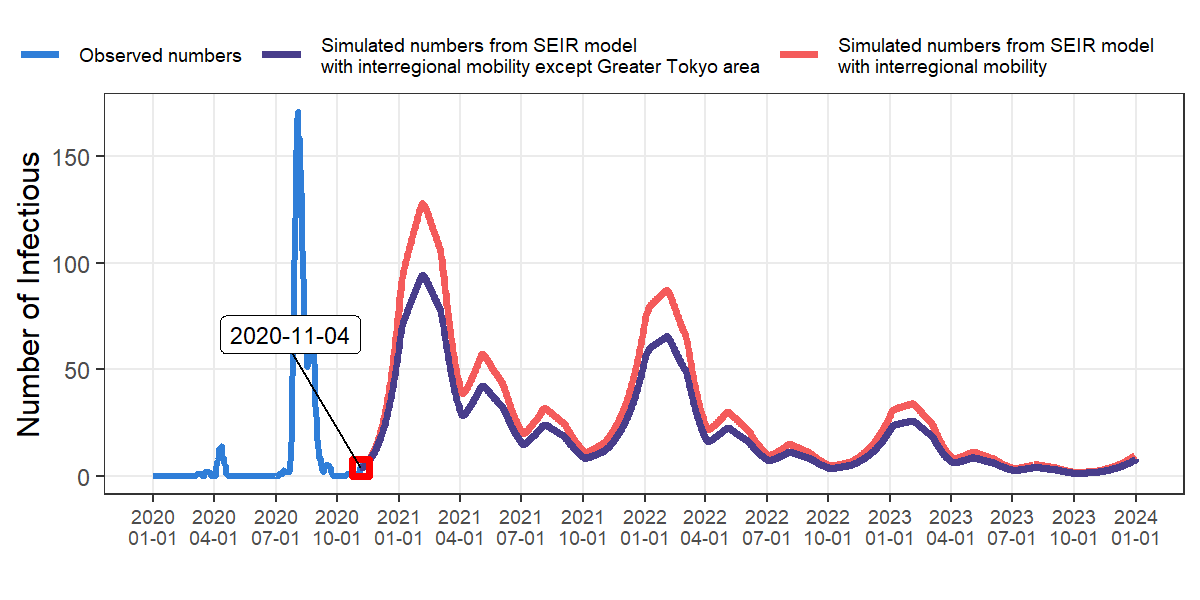 Observed numbers
Simulated numbers from SEIR model
with interregional mobility except Greater Tokyo area
Simulated numbers from SEIR model
with interregional mobility
Number of Infectious
150
100
50
0
2020-11-04
2020 2020 2020 2020 2021 2021 2021 2021 2022 2022 2022 2022 2023 2023 2023 2023 2024
01-01 04-01 07-01 10-01 01-01 04-01 07-01 10-01 01-01 04-01 07-01 10-01 01-01 04-01 07-01 10-01 01-01